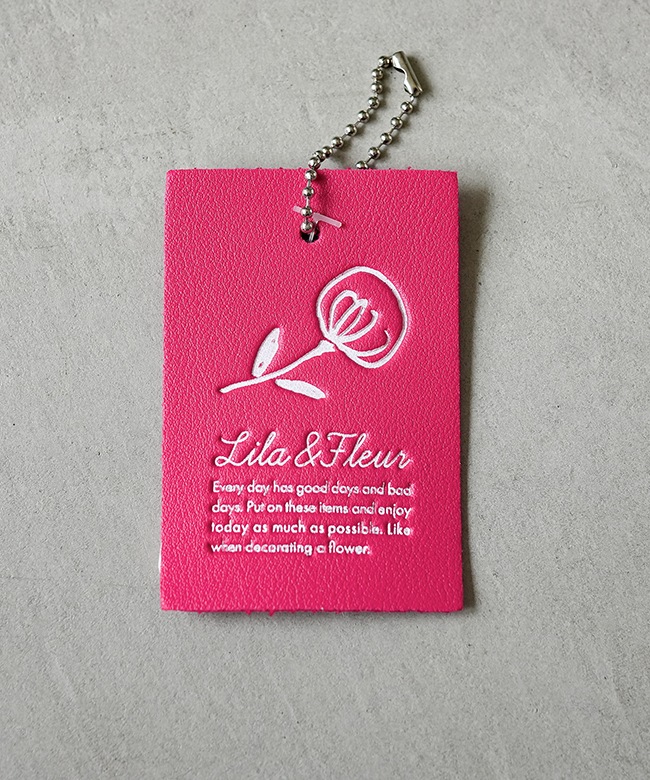 Lila & Fleur
Every day has good days and bad
days. Put on these items and enjoy
today as much as possible. Like
when decorating a flower.